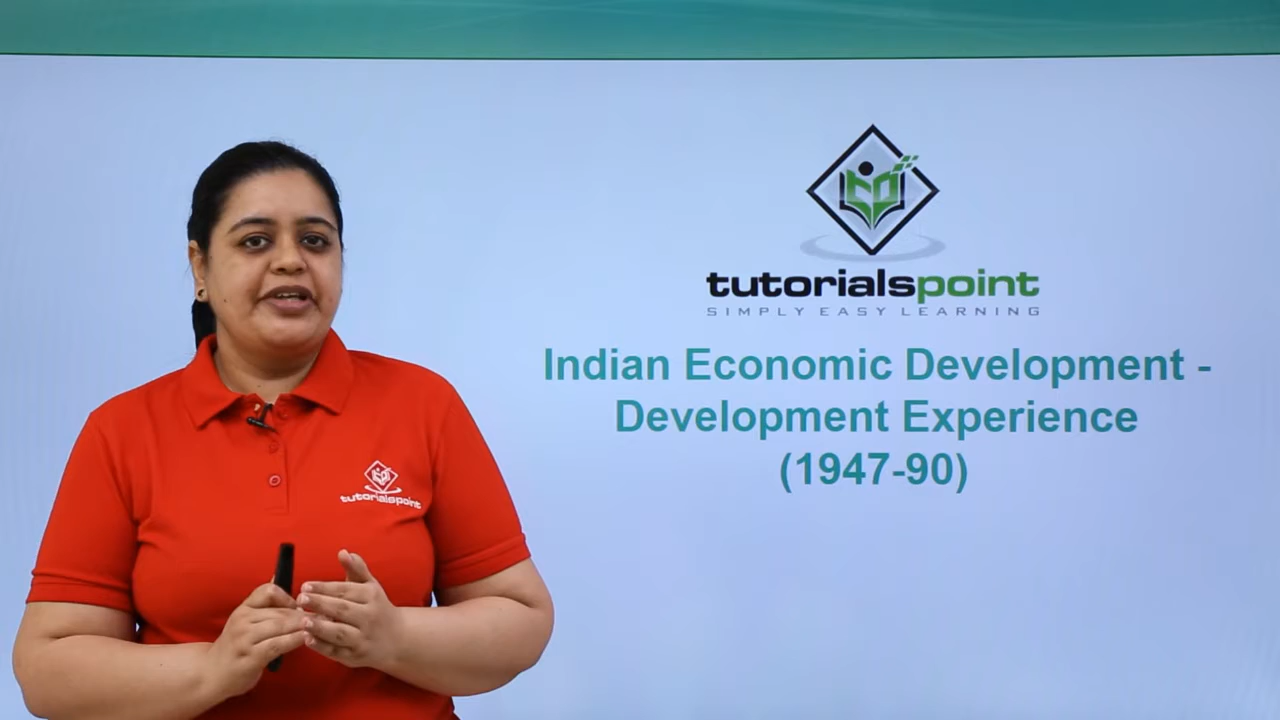 tutorialspoint
SIMPLY EASY LEARNING
Indian Economic Development -
Development Experience
(1947-90)
tutorialspoint